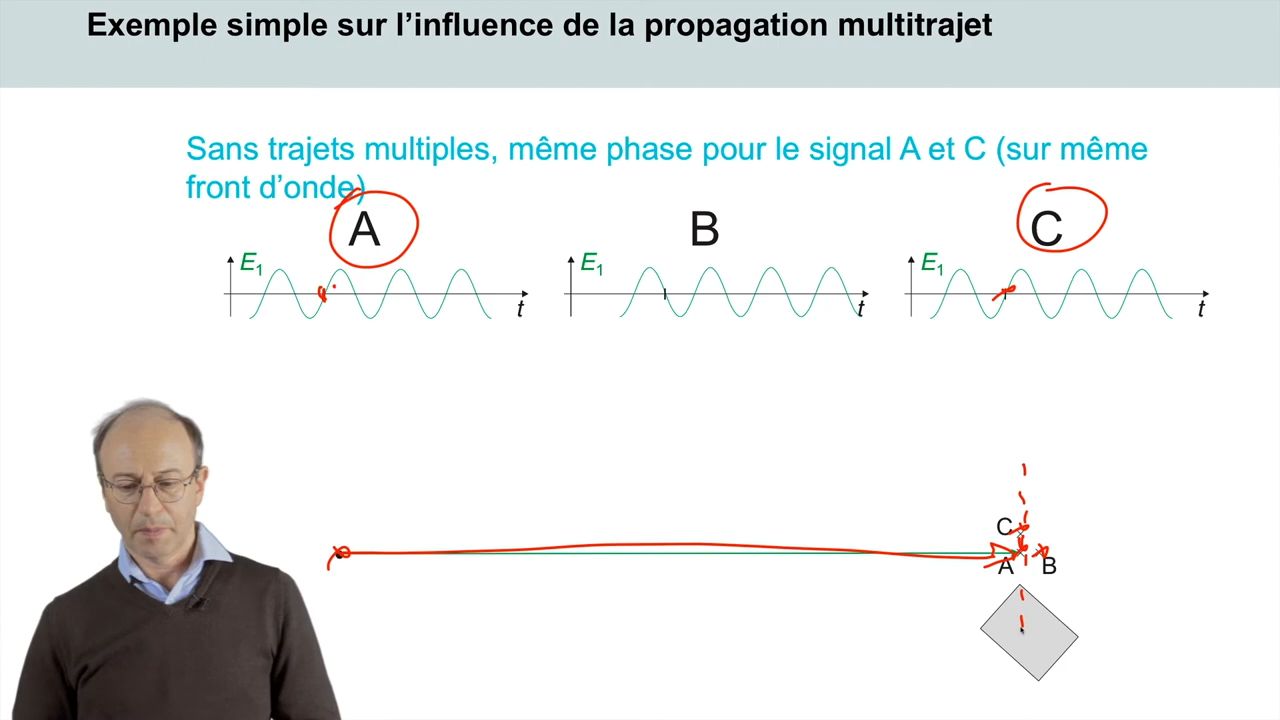 Exemple simple sur l’influence de la propagation multitrajet
Sans trajets multiples, même phase pour le signal A et C (sur même
front d’onde)
A B C
E1 E1 E1
t t t
C
A B